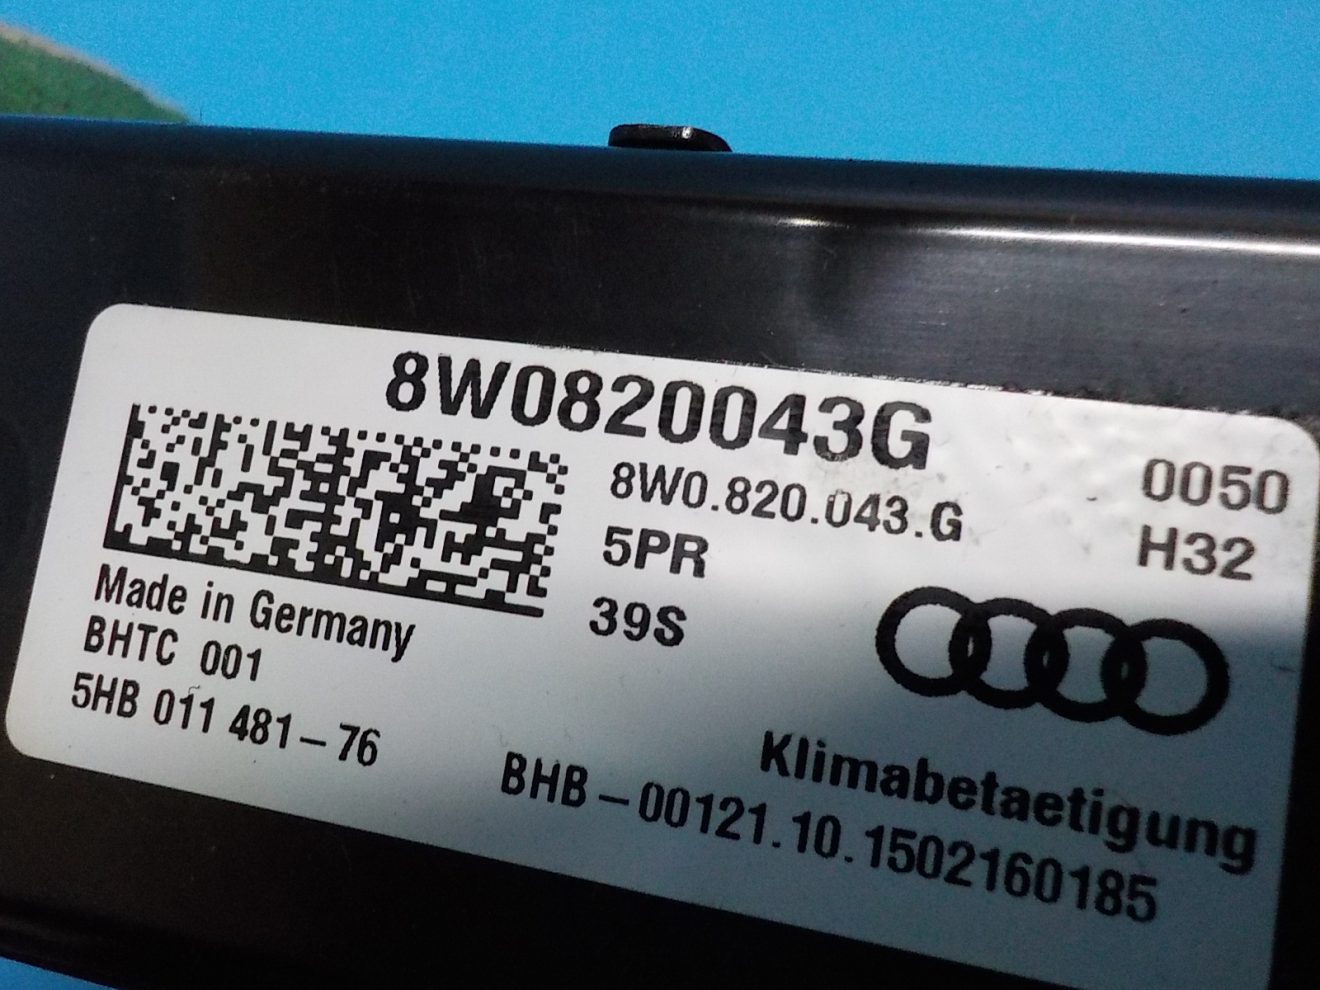 8W0820043G
8W0.820.043.G
0050
5PR
H32
39S
Made in Germany
BHTC 001
5HB 011 481-76
Klimabetaetigung
BHB-00121.10.1502160185